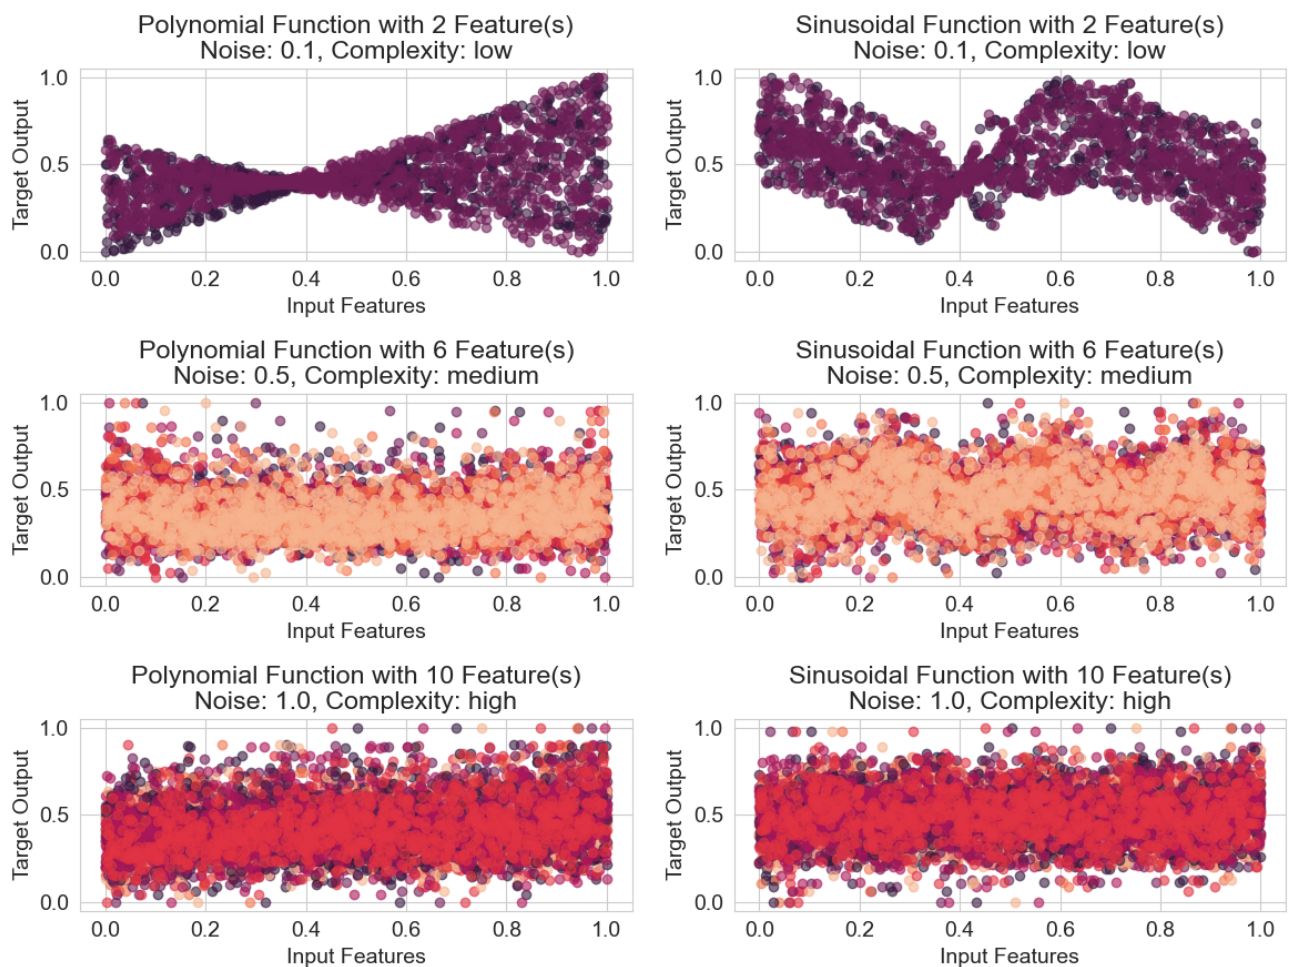 Polynomial Function with 2 Feature(s)
Noise: 0.1, Complexity: low
1.0
0.5
0.0
Target Output
0.0 0.2 0.4 0.6 0.8 1.0
Input Features
Sinusoidal Function with 2 Feature(s)
Noise: 0.1, Complexity: low
1.0
0.5
0.0
Target Output
0.0 0.2 0.4 0.6 0.8 1.0
Input Features
Polynomial Function with 6 Feature(s)
Noise: 0.5, Complexity: medium
1.0
0.5
0.0
Target Output
0.0 0.2 0.4 0.6 0.8 1.0
Input Features
Sinusoidal Function with 6 Feature(s)
Noise: 0.5, Complexity: medium
1.0
0.5
0.0
Target Output
0.0 0.2 0.4 0.6 0.8 1.0
Input Features
Polynomial Function with 10 Feature(s)
Noise: 1.0, Complexity: high
1.0
0.5
0.0
Target Output
0.0 0.2 0.4 0.6 0.8 1.0
Input Features
Sinusoidal Function with 10 Feature(s)
Noise: 1.0, Complexity: high
1.0
0.5
0.0
Target Output
0.0 0.2 0.4 0.6 0.8 1.0
Input Features